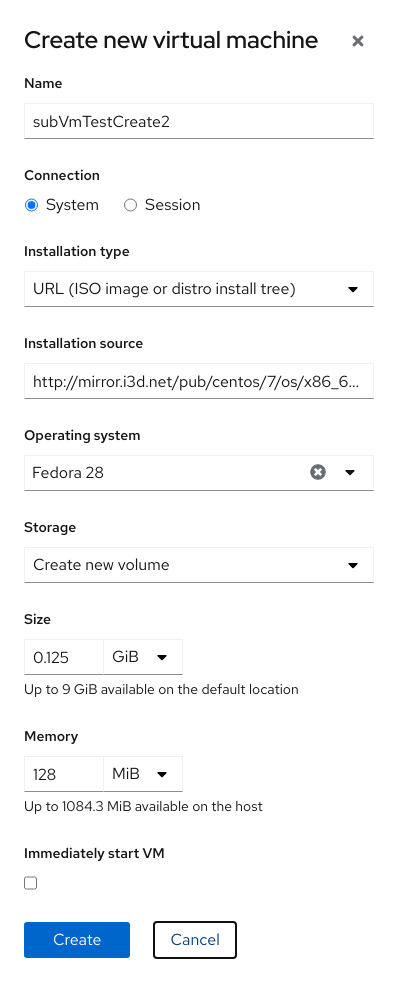 Create new virtual machine
Name
subVmTestCreate2
Connection
System Session
Installation type
URL (ISO image or distro install tree)
Installation source
http://mirror.i3d.net/pub/centos/7/os/x86_6...
Operating system
Fedora 28
Storage
Create new volume
Size
0.125 GiB
Up to 9 GiB available on the default location
Memory
128 MiB
Up to 1084.3 MiB available on the host
Immediately start VM
Create Cancel